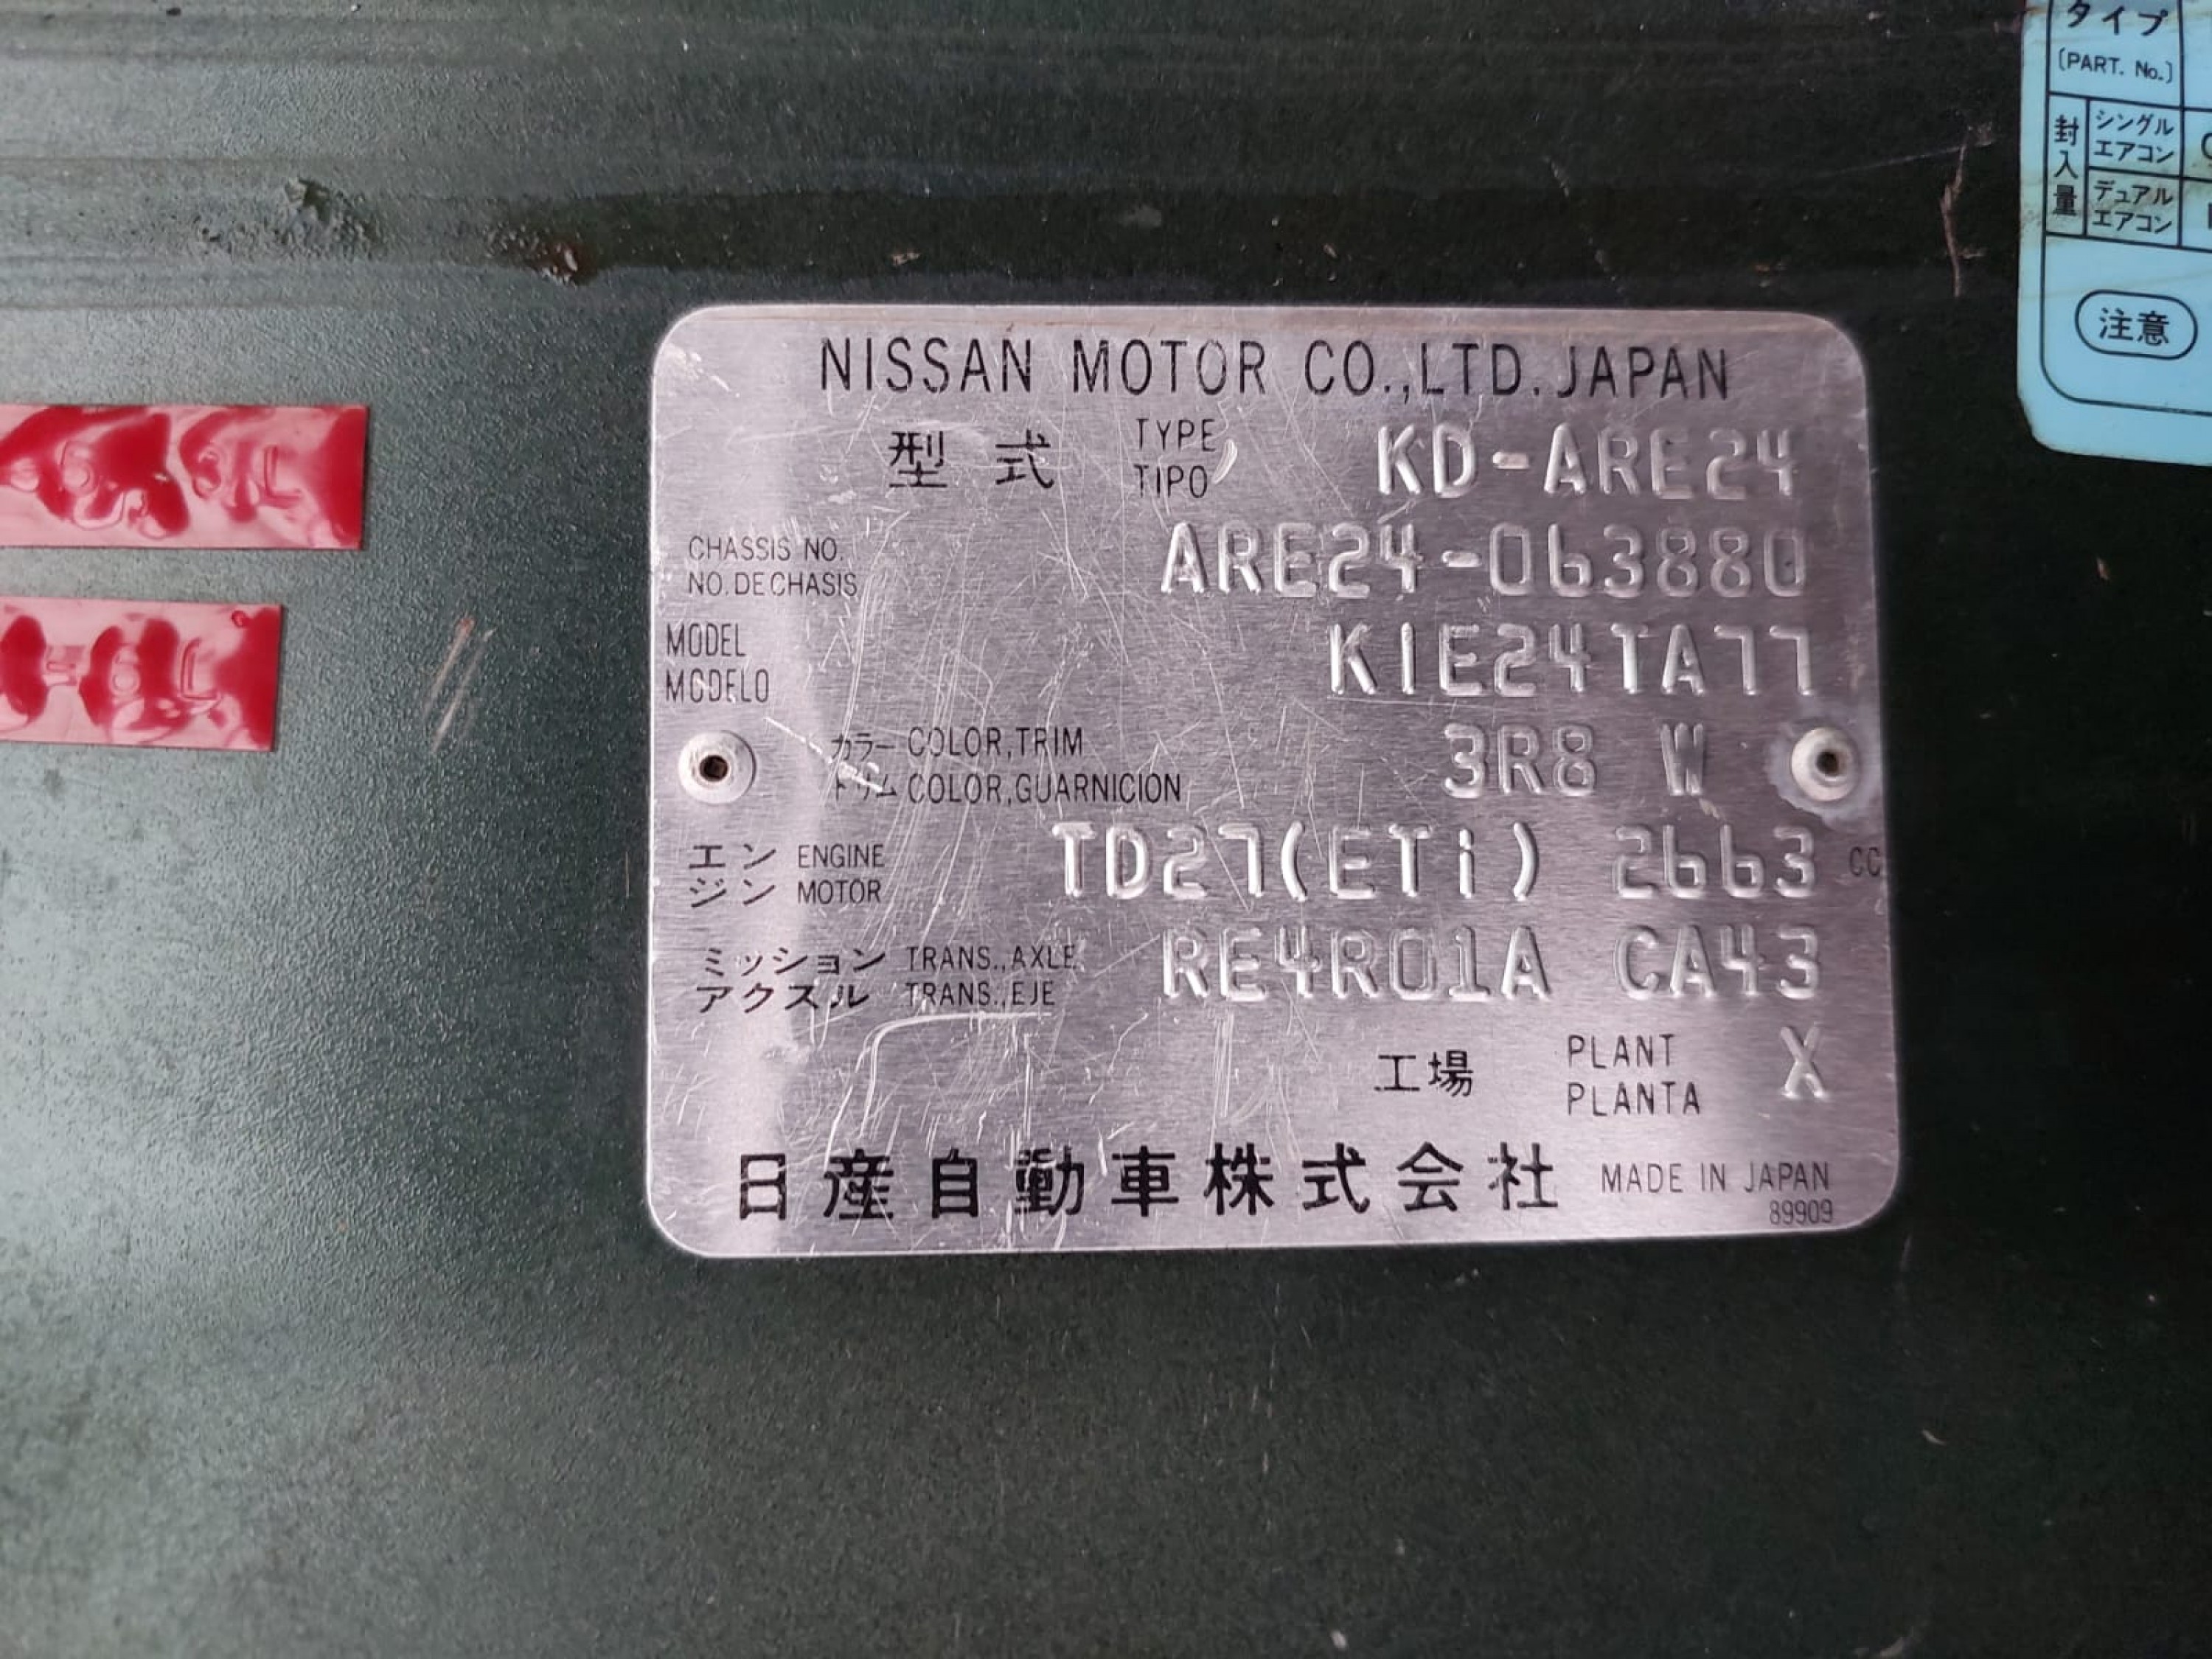 NISSAN MOTOR CO.,LTD. JAPAN
型式 TYPE KD-ARE24
TIPO
CHASSIS NO. ARE24-063880
NO. DE CHASIS
MODEL K1E24TA77
MODELO
カラー COLOR,TRIM 3R8 W
トリム COLOR,GUARNICION
エン ENGINE TD27(ETi) 2663 CC
ジン MOTOR
ミッション TRANS.,AXLE RE4R01A CA43
アクスル TRANS.,EJE
工場 PLANT X
PLANTA
日産自動車株式会社 MADE IN JAPAN
89909
タイプ
(PART. No.)
封入量
シングル
エアコン
デュアル
エアコン
注意